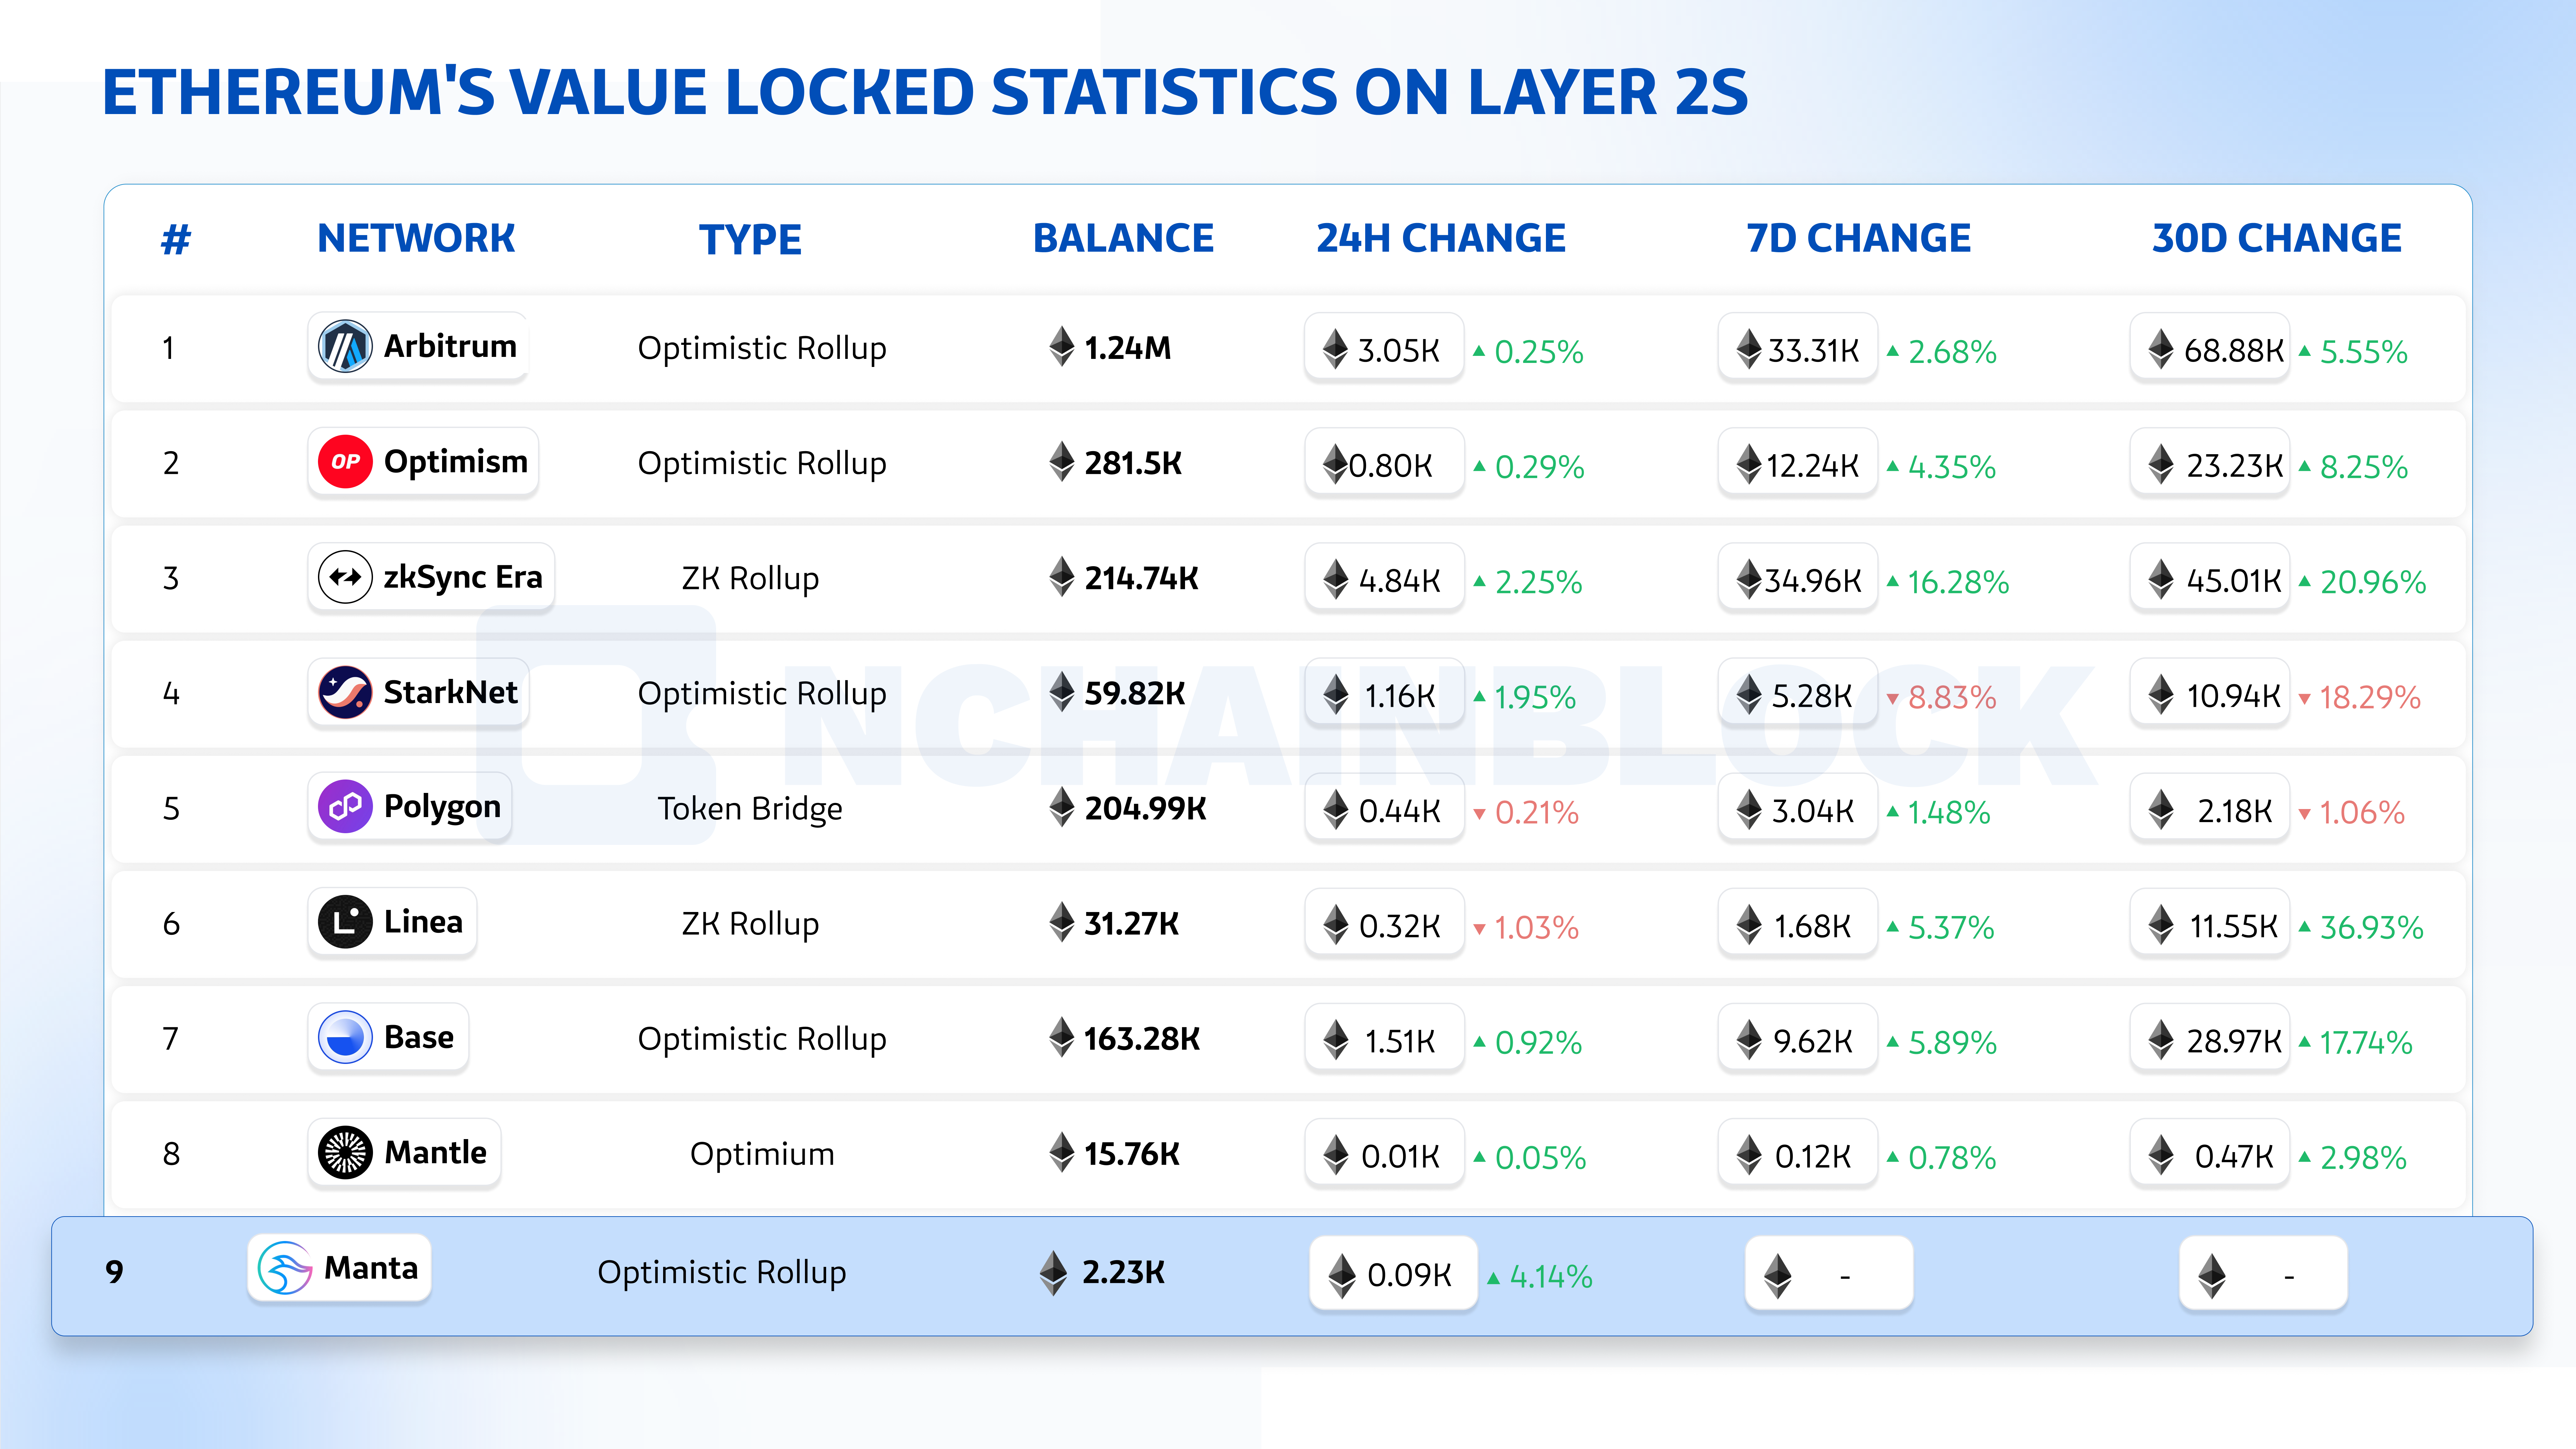 ETHEREUM'S VALUE LOCKED STATISTICS ON LAYER 2S
# NETWORK TYPE BALANCE 24H CHANGE 7D CHANGE 30D CHANGE
1 Arbitrum Optimistic Rollup 1.24M 3.05K ▲ 0.25% 33.31K ▲ 2.68% 68.88K ▲ 5.55%
2 OP Optimism Optimistic Rollup 281.5K 0.80K ▲ 0.29% 12.24K ▲ 4.35% 23.23K ▲ 8.25%
3 zkSync Era ZK Rollup 214.74K 4.84K ▲ 2.25% 34.96K ▲ 16.28% 45.01K ▲ 20.96%
4 StarkNet Optimistic Rollup 59.82K 1.16K ▲ 1.95% 5.28K ▼ 8.83% 10.94K ▼ 18.29%
NCHAINBLOCK
5 Polygon Token Bridge 204.99K 0.44K ▼ 0.21% 3.04K ▲ 1.48% 2.18K ▼ 1.06%
6 Linea ZK Rollup 31.27K 0.32K ▼ 1.03% 1.68K ▲ 5.37% 11.55K ▲ 36.93%
7 Base Optimistic Rollup 163.28K 1.51K ▲ 0.92% 9.62K ▲ 5.89% 28.97K ▲ 17.74%
8 Mantle Optimium 15.76K 0.01K ▲ 0.05% 0.12K ▲ 0.78% 0.47K ▲ 2.98%
9 Manta Optimistic Rollup 2.23K 0.09K ▲ 4.14% - -